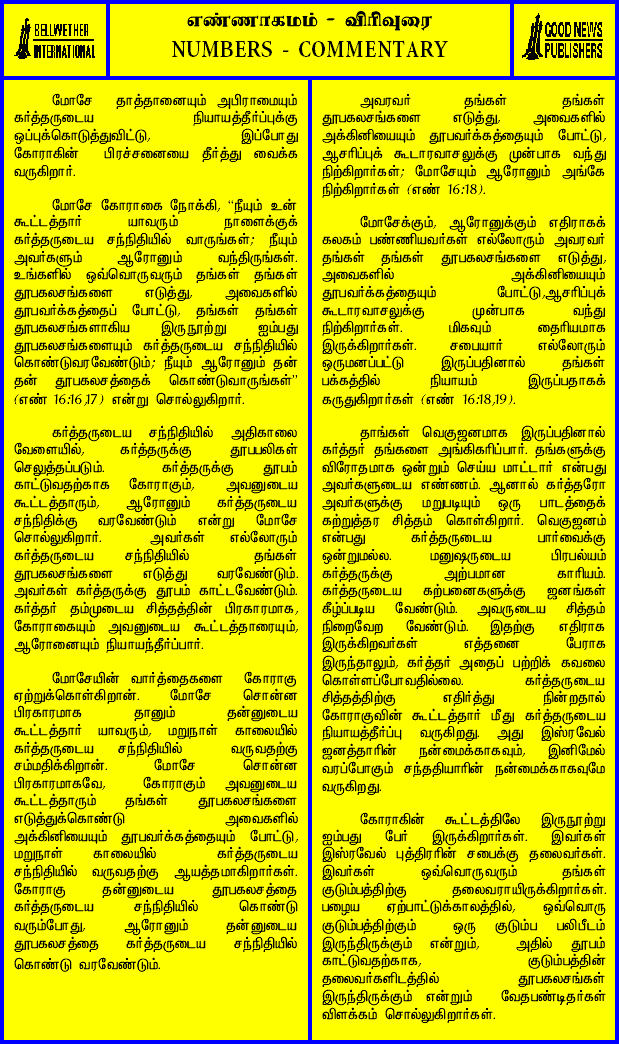 BELLWETHER
INTERNATIONAL
எண்ணாகமம் - விரிவுரை
NUMBERS - COMMENTARY
GOOD NEWS
PUBLISHERS
மோசே தாத்தானையும் அபிராமையும்
கர்த்தருடைய நியாயத்தீர்ப்புக்கு
ஒப்புக்கொடுத்துவிட்டு, இப்போது
கோராகின் பிரச்சனையை தீர்த்து வைக்க
வருகிறார்.
மோசே கோராகை நோக்கி, “நீயும் உன்
கூட்டத்தார் யாவரும் நாளைக்குக்
கர்த்தருடைய சந்நிதியில் வாருங்கள்; நீயும்
அவர்களும் ஆரோனும் வந்திருங்கள்.
உங்களில் ஒவ்வொருவரும் தங்கள் தங்கள்
தூபகலசங்களை எடுத்து, அவைகளில்
தூபவர்க்கத்தைப் போட்டு, தங்கள் தங்கள்
தூபகலசங்களாகிய இருநூற்று ஐம்பது
தூபகலசங்களையும் கர்த்தருடைய சந்நிதியில்
கொண்டுவரவேண்டும்; நீயும் ஆரோனும் தன்
தன் தூபகலசத்தைக் கொண்டுவாருங்கள்”
(எண் 16:16,17) என்று சொல்லுகிறார்.
கர்த்தருடைய சந்நிதியில் அதிகாலை
வேளையில், கர்த்தருக்கு தூபபலிகள்
செலுத்தப்படும். கர்த்தருக்கு தூபம்
காட்டுவதற்காக கோராகும், அவனுடைய
கூட்டத்தாரும், ஆரோனும் கர்த்தருடைய
சந்நிதிக்கு வரவேண்டும் என்று மோசே
சொல்லுகிறார். அவர்கள் எல்லோரும்
கர்த்தருடைய சந்நிதியில் தங்கள்
தூபகலசங்களை எடுத்து வரவேண்டும்.
அவர்கள் கர்த்தருக்கு தூபம் காட்டவேண்டும்.
கர்த்தர் தம்முடைய சித்தத்தின் பிரகாரமாக,
கோராகையும் அவனுடைய கூட்டத்தாரையும்,
ஆரோனையும் நியாயந்தீர்ப்பார்.
மோசேயின் வார்த்தைகளை கோராகு
ஏற்றுக்கொள்கிறான். மோசே சொன்ன
பிரகாரமாக தானும் தன்னுடைய
கூட்டத்தார் யாவரும், மறுநாள் காலையில்
கர்த்தருடைய சந்நிதியில் வருவதற்கு
சம்மதிக்கிறான். மோசே சொன்ன
பிரகாரமாகவே, கோராகும் அவனுடைய
கூட்டத்தாரும் தங்கள் தூபகலசங்களை
எடுத்துக்கொண்டு அவைகளில்
அக்கினியையும் தூபவர்க்கத்தையும் போட்டு,
மறுநாள் காலையில் கர்த்தருடைய
சந்நிதியில் வருவதற்கு ஆயத்தமாகிறார்கள்.
கோராகு தன்னுடைய தூபகலசத்தை
கர்த்தருடைய சந்நிதியில் கொண்டு
வரும்போது, ஆரோனும் தன்னுடைய
தூபகலசத்தை கர்த்தருடைய சந்நிதியில்
கொண்டு வரவேண்டும்.
அவரவர் தங்கள் தங்கள்
தூபகலசங்களை எடுத்து, அவைகளில்
அக்கினியையும் தூபவர்க்கத்தையும் போட்டு,
ஆசரிப்புக் கூடாரவாசலுக்கு முன்பாக வந்து
நிற்கிறார்கள்; மோசேயும் ஆரோனும் அங்கே
நிற்கிறார்கள் (எண் 16:18).
மோசேக்கும், ஆரோனுக்கும் எதிராகக்
கலகம் பண்ணியவர்கள் எல்லோரும் அவரவர்
தங்கள் தங்கள் தூபகலசங்களை எடுத்து,
அவைகளில் அக்கினியையும்
தூபவர்க்கத்தையும் போட்டு,ஆசரிப்புக்
கூடாரவாசலுக்கு முன்பாக வந்து
நிற்கிறார்கள். மிகவும் தைரியமாக
இருக்கிறார்கள். சபையார் எல்லோரும்
ஒருமனப்பட்டு இருப்பதினால் தங்கள்
பக்கத்தில் நியாயம் இருப்பதாகக்
கருதுகிறார்கள் (எண் 16:18,19).
தாங்கள் வெகுஜனமாக இருப்பதினால்
கர்த்தர் தங்களை அங்கிகரிப்பார். தங்களுக்கு
விரோதமாக ஒன்றும் செய்ய மாட்டார் என்பது
அவர்களுடைய எண்ணம். ஆனால் கர்த்தரோ
அவர்களுக்கு மறுபடியும் ஒரு பாடத்தைக்
கற்றுத்தர சித்தம் கொள்கிறார். வெகுஜனம்
என்பது கர்த்தருடைய பார்வைக்கு
ஒன்றுமல்ல. மனுஷருடைய பிரபல்யம்
கர்த்தருக்கு அற்பமான காரியம்.
கர்த்தருடைய கற்பனைகளுக்கு ஜனங்கள்
கீழ்ப்படிய வேண்டும். அவருடைய சித்தம்
நிறைவேற வேண்டும். இதற்கு எதிராக
இருக்கிறவர்கள் எத்தனை பேராக
இருந்தாலும், கர்த்தர் அதைப் பற்றிக் கவலை
கொள்ளப்போவதில்லை. கர்த்தருடைய
சித்தத்திற்கு எதிர்த்து நின்றதால்
கோராகுவின் கூட்டத்தார் மீது கர்த்தருடைய
நியாயத்தீர்ப்பு வருகிறது. அது இஸ்ரவேல்
ஜனத்தாரின் நன்மைக்காகவும், இனிமேல்
வரப்போகும் சந்ததியாரின் நன்மைக்காகவுமே
வருகிறது.
கோராகின் கூட்டத்திலே இருநூற்று
ஐம்பது பேர் இருக்கிறார்கள். இவர்கள்
இஸ்ரவேல் புத்திரரின் சபைக்கு தலைவர்கள்.
இவர்கள் ஒவ்வொருவரும் தங்கள்
குடும்பத்திற்கு தலைவராயிருக்கிறார்கள்.
பழைய ஏற்பாட்டுக்காலத்தில், ஒவ்வொரு
குடும்பத்திற்கும் ஒரு குடும்ப பலிபீடம்
இருந்திருக்கும் என்றும், அதில் தூபம்
காட்டுவதற்காக, குடும்பத்தின்
தலைவர்களிடத்தில் தூபகலசங்கள்
இருந்திருக்கும் என்றும் வேதபண்டிதர்கள்
விளக்கம் சொல்லுகிறார்கள்.